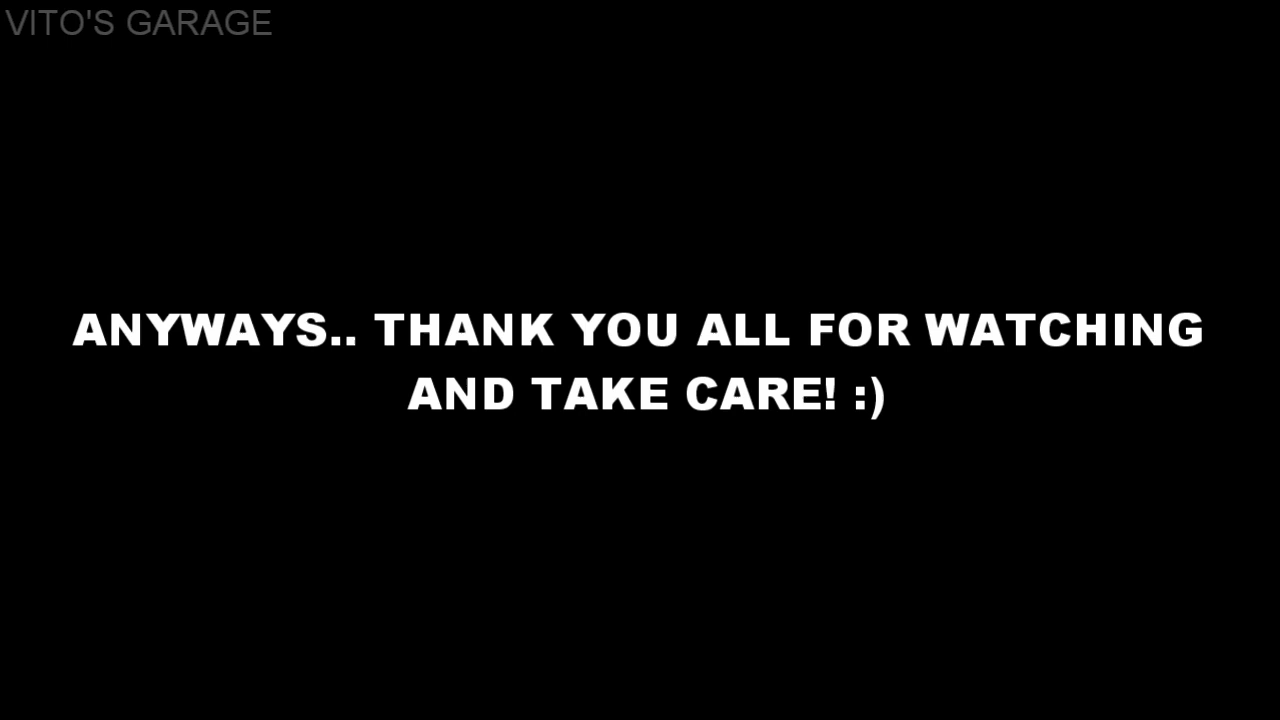 VITO'S GARAGE
ANYWAYS.. THANK YOU ALL FOR WATCHING
AND TAKE CARE! :)